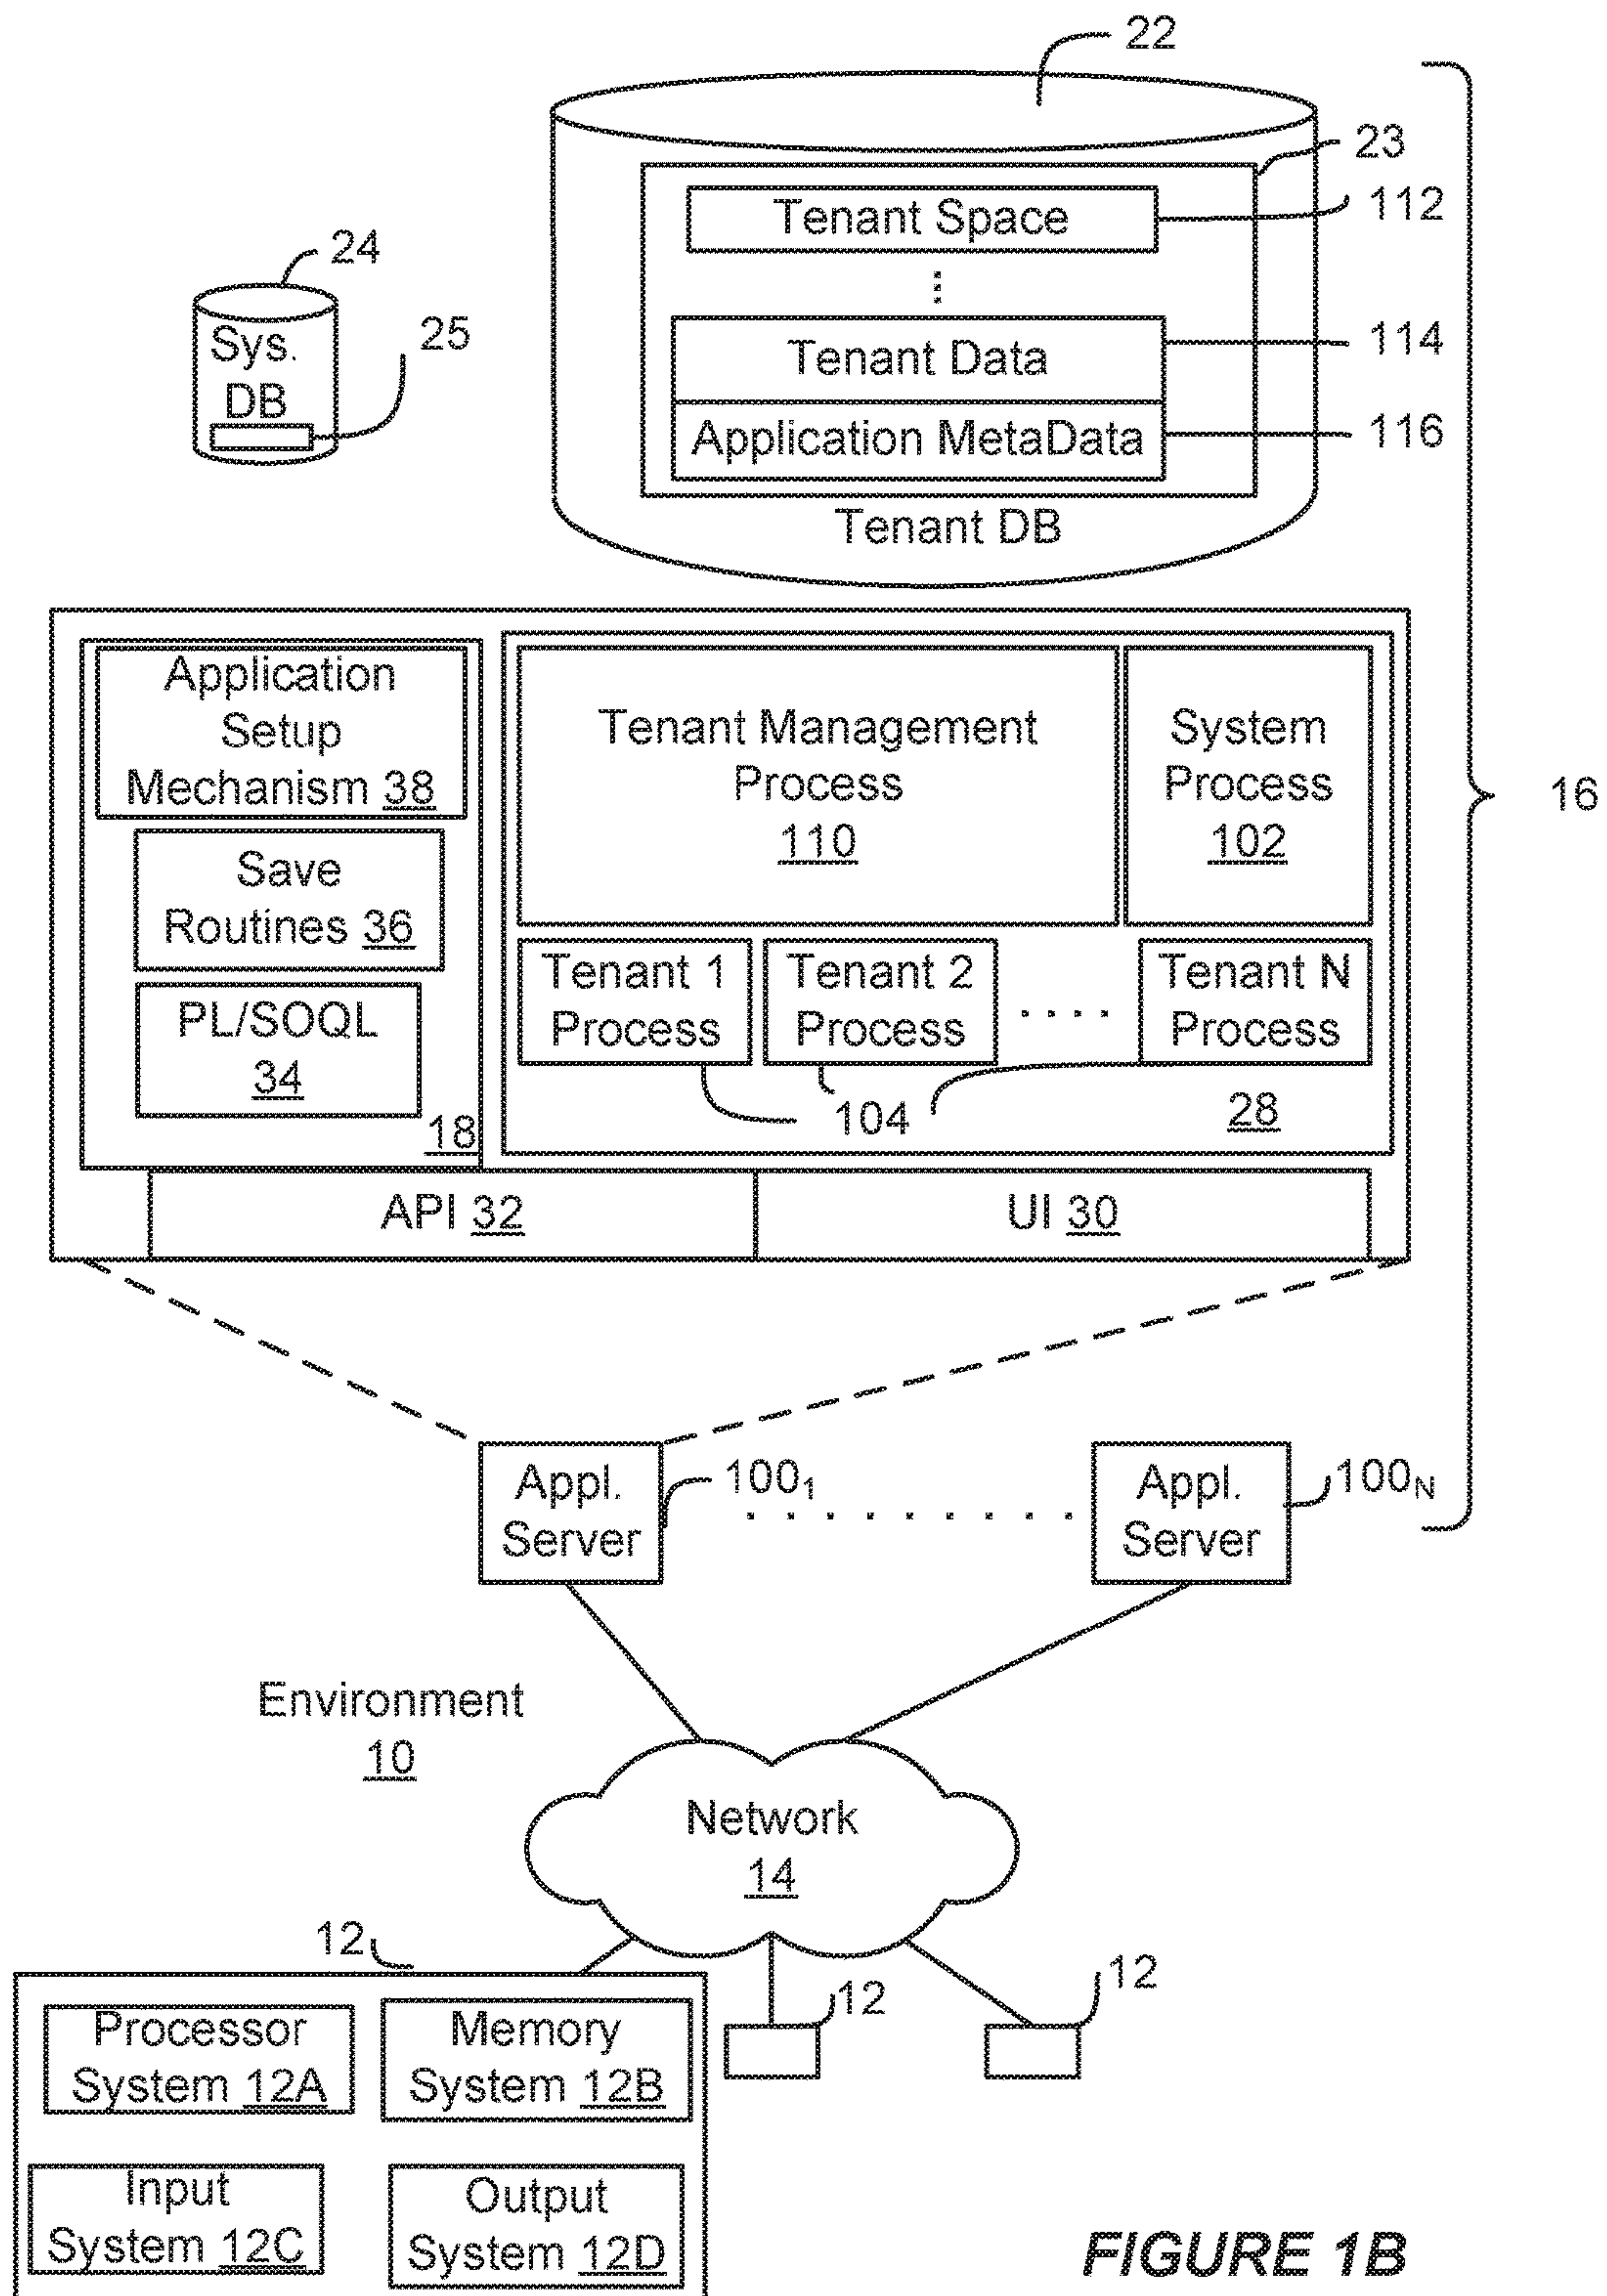 22
23
Tenant Space
112
24
25
Sys.
DB
Tenant Data
114
Application MetaData
116
Tenant DB
16
Application
Setup
Mechanism 38
Save
Routines 36
PL/SOQL
34
18
Tenant Management
Process
110
System
Process
102
Tenant 1
Process
Tenant 2
Process
Tenant N
Process
104
28
API 32
UI 30
Appl.
Server
100₁
Appl.
Server
100N
Environment
10
Network
14
12
12
12
Processor
System 12A
Memory
System 12B
Input
System 12C
Output
System 12D
FIGURE 1B